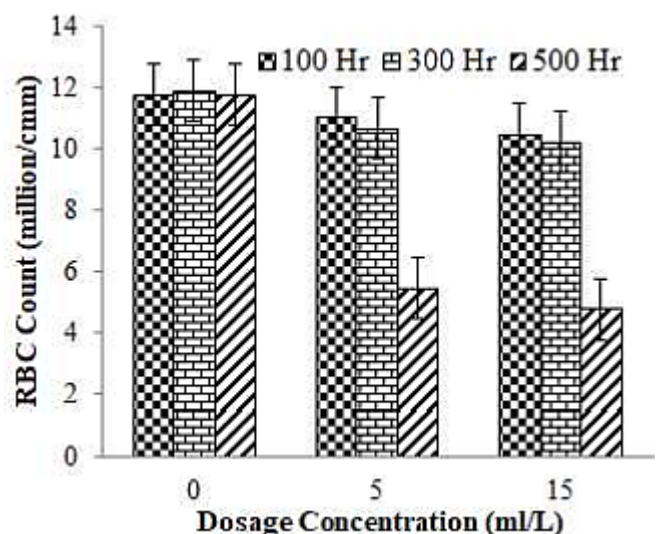 14
100 Hr 300 Hr 500 Hr
12
10
8
6
4
2
0
RBC Count (million/cmm)
0 5 15
Dosage Concentration (ml/L)